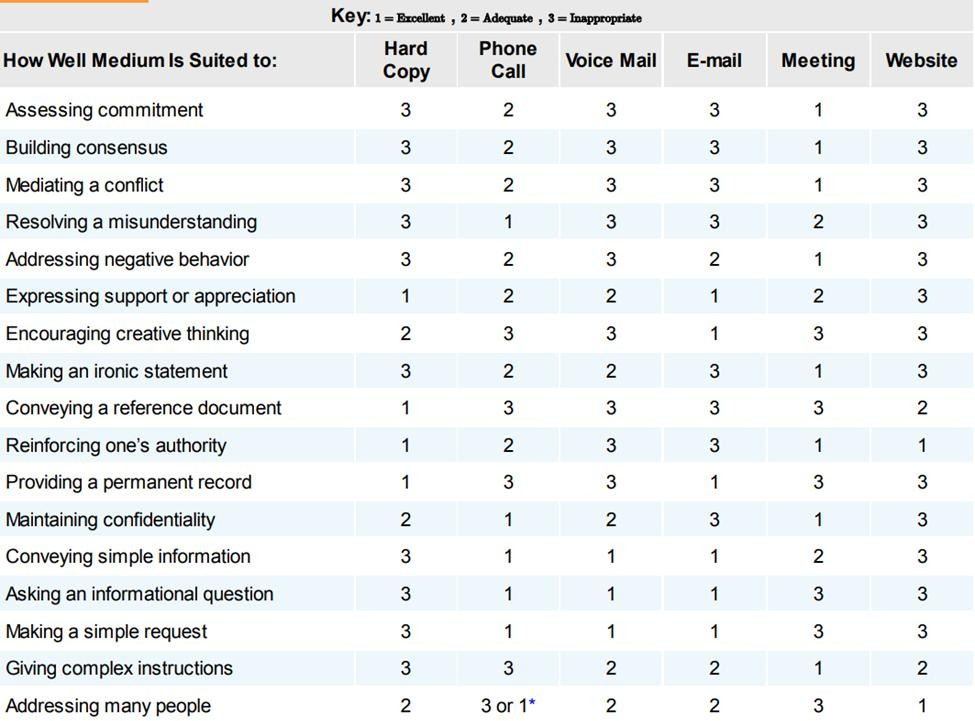 Key: 1 = Excellent , 2 = Adequate , 3 = Inappropriate
How Well Medium Is Suited to: Hard Copy Phone Call Voice Mail E-mail Meeting Website
Assessing commitment 3 2 3 3 1 3
Building consensus 3 2 3 3 1 3
Mediating a conflict 3 2 3 3 1 3
Resolving a misunderstanding 3 1 3 3 2 3
Addressing negative behavior 3 2 3 2 1 3
Expressing support or appreciation 1 2 2 1 2 3
Encouraging creative thinking 2 3 3 1 3 3
Making an ironic statement 3 2 2 3 1 3
Conveying a reference document 1 3 3 3 3 2
Reinforcing one's authority 1 2 3 3 1 1
Providing a permanent record 1 3 3 1 3 3
Maintaining confidentiality 2 1 2 3 1 3
Conveying simple information 3 1 1 1 2 3
Asking an informational question 3 1 1 1 3 3
Making a simple request 3 1 1 1 3 3
Giving complex instructions 3 3 2 2 1 2
Addressing many people 2 3 or 1* 2 2 3 1